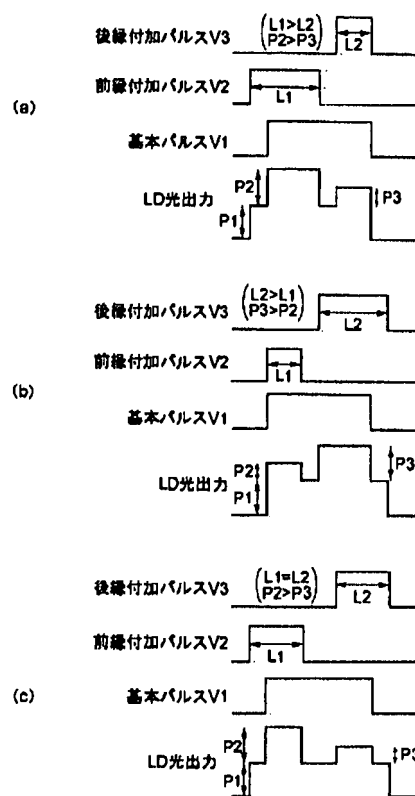 後縁付加パルスV3
(L1>L2
P2>P3)
L2
前縁付加パルスV2
L1
(a)
基本パルスV1
P2
LD光出力
P3
P1
後縁付加パルスV3
(L2>L1
P3>P2)
L2
前縁付加パルスV2
L1
(b)
基本パルスV1
P2
LD光出力
P3
P1
後縁付加パルスV3
(L1=L2
P2>P3)
L2
前縁付加パルスV2
L1
(c)
基本パルスV1
P2
LD光出力
P3
P1